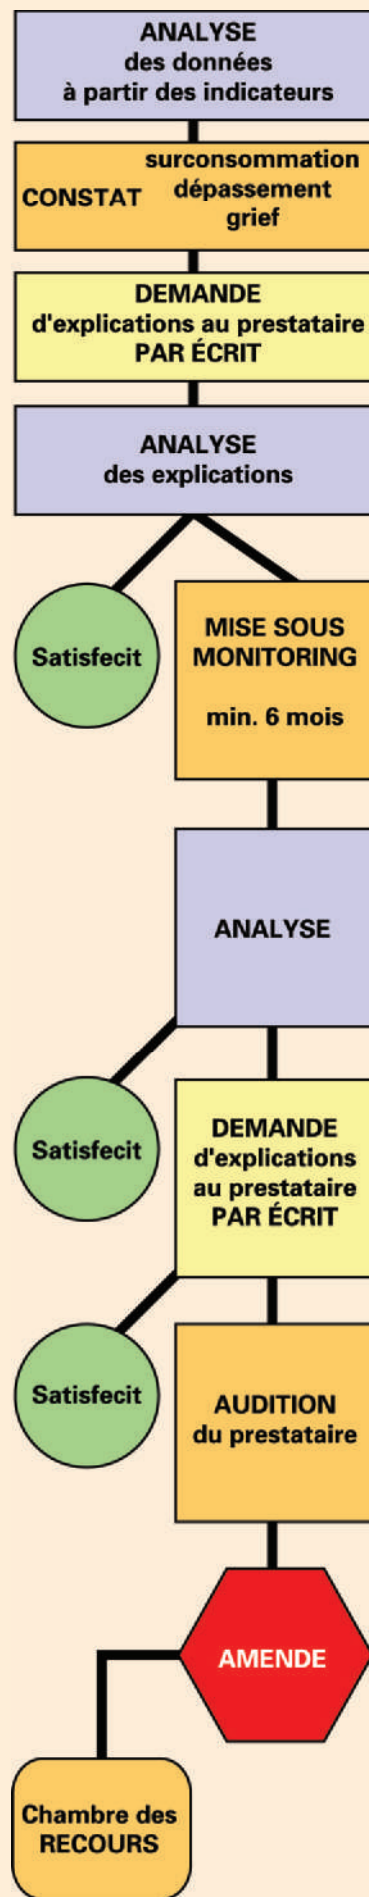 ANALYSE
des données
à partir des indicateurs
CONSTAT
surconsommation
dépassement
grief
DEMANDE
d'explications au prestataire
PAR ÉCRIT
ANALYSE
des explications
Satisfecit
MISE SOUS
MONITORING
min. 6 mois
ANALYSE
Satisfecit
DEMANDE
d'explications
au prestataire
PAR ÉCRIT
Satisfecit
AUDITION
du prestataire
AMENDE
Chambre des
RECOURS